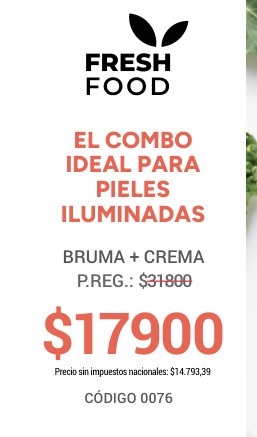 FRESH
FOOD
EL COMBO
IDEAL PARA
PIELES
ILUMINADAS
BRUMA + CREMA
P.REG.: $31800
$17900
Precio sin impuestos nacionales: $14.793,39
CÓDIGO 0076